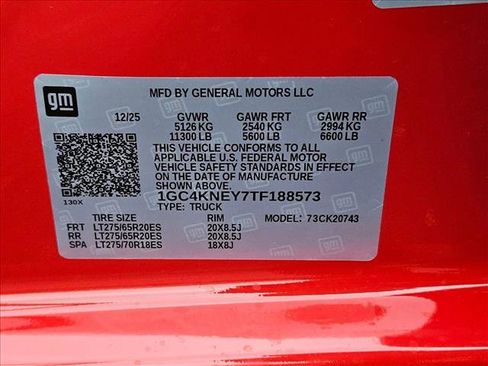 gm
MFD BY GENERAL MOTORS LLC
12/25 GVWR GAWR FRT GAWR RR
5126 KG 2540 KG 2994 KG
11300 LB 5600 LB 6600 LB
THIS VEHICLE CONFORMS TO ALL
APPLICABLE U.S. FEDERAL MOTOR
VEHICLE SAFETY STANDARDS IN EFFECT
ON THE DATE OF MANUFACTURE
SHOWN ABOVE.
1GC4KNEY7TF188573
130X TYPE: TRUCK MODEL: 73CK20743
TIRE SIZE RIM
FRT LT275/65R20ES 20X8.5J
RR LT275/65R20ES 20X8.5J
SPA LT275/70R18ES 18X8J